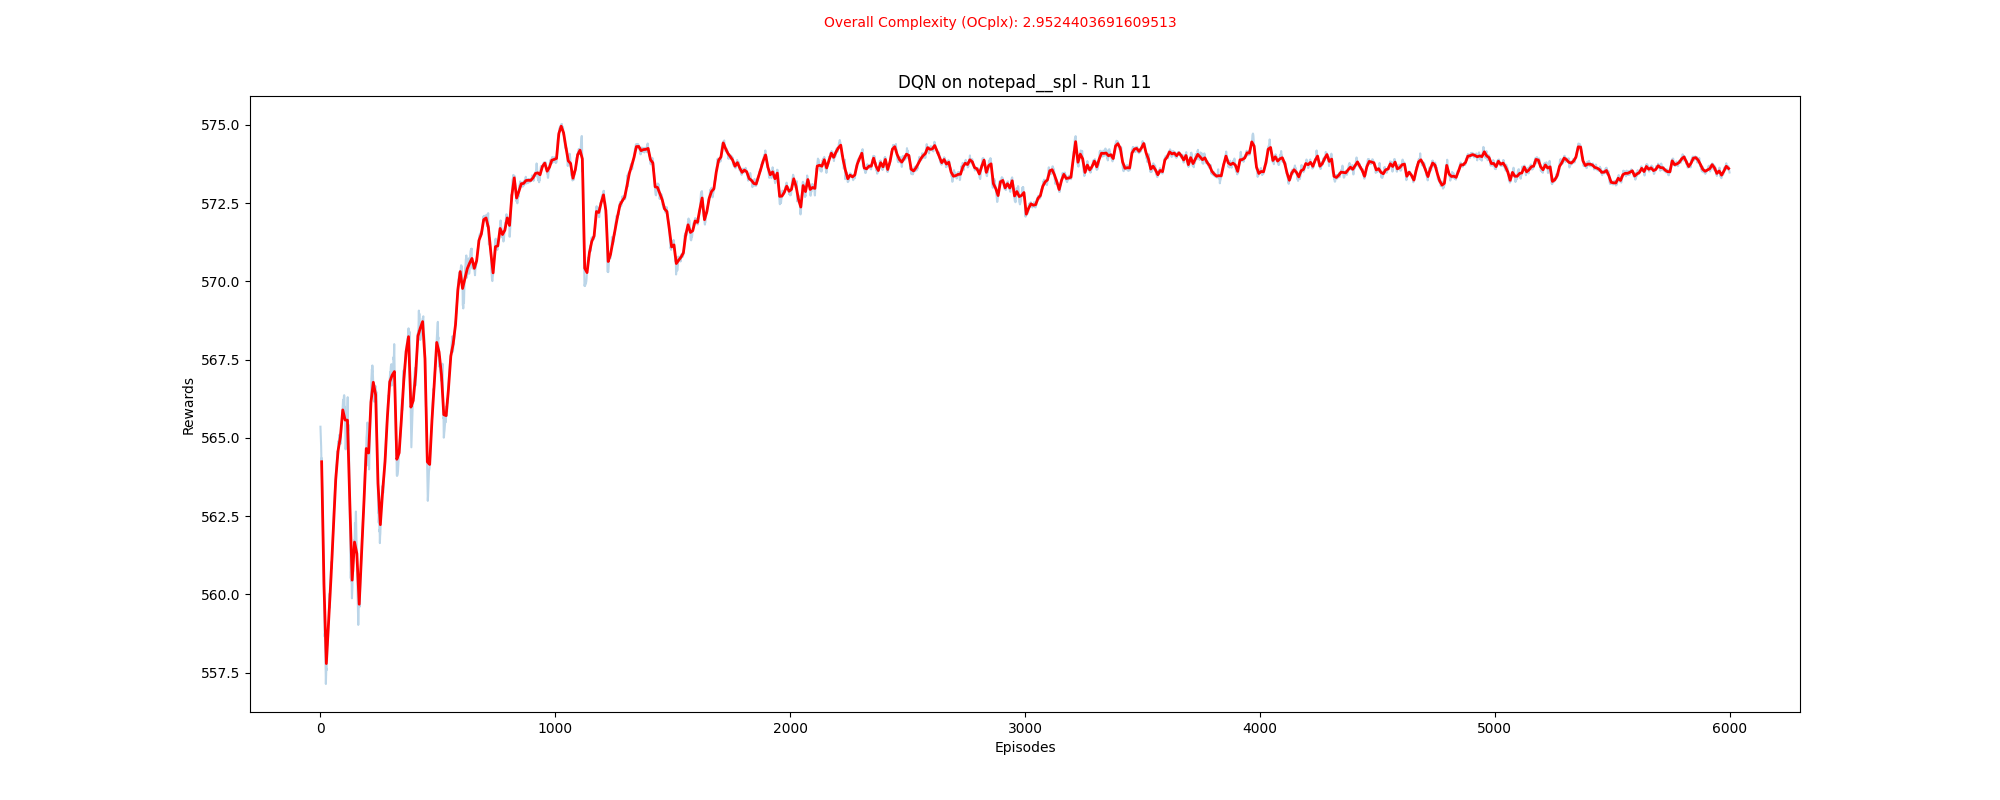 Overall Complexity (OCplx): 2.9524403691609513
DQN on notepad__spl - Run 11
575.0
572.5
570.0
567.5
565.0
562.5
560.0
557.5
Rewards
0 1000 2000 3000 4000 5000 6000
Episodes